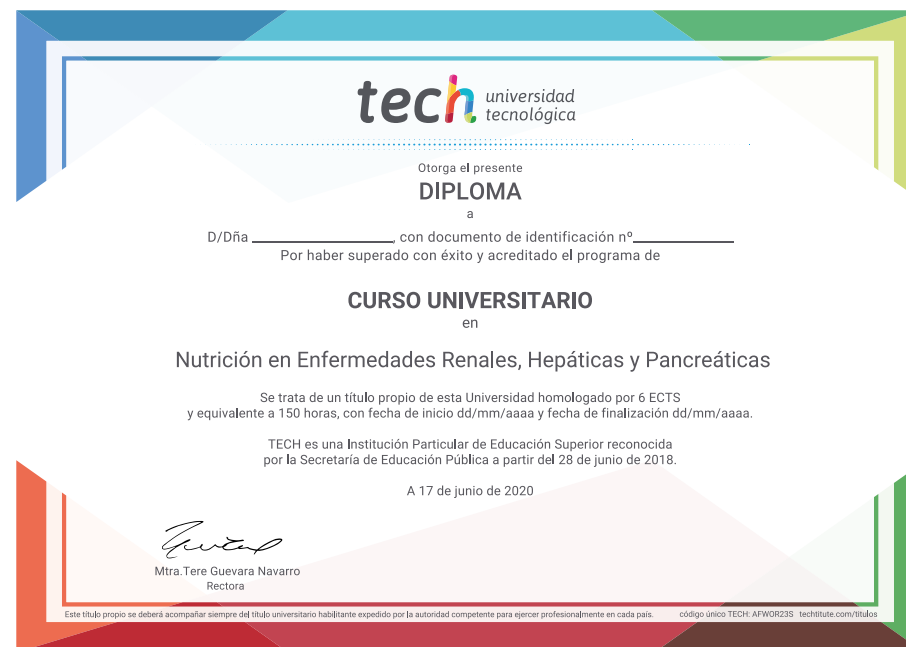 tech universidad
tecnológica
Otorga el presente
DIPLOMA
a
D/Dña ____________________, con documento de identificación nº______________
Por haber superado con éxito y acreditado el programa de
CURSO UNIVERSITARIO
en
Nutrición en Enfermedades Renales, Hepáticas y Pancreáticas
Se trata de un título propio de esta Universidad homologado por 6 ECTS
y equivalente a 150 horas, con fecha de inicio dd/mm/aaaa y fecha de finalización dd/mm/aaaa.
TECH es una Institución Particular de Educación Superior reconocida
por la Secretaría de Educación Pública a partir del 28 de junio de 2018.
A 17 de junio de 2020
Mtra.Tere Guevara Navarro
Rectora
Este título propio se deberá acompañar siempre del título universitario habilitante expedido por la autoridad competente para ejercer profesionalmente en cada país. código único TECH: AFWOR23S techtitute.com/titulos